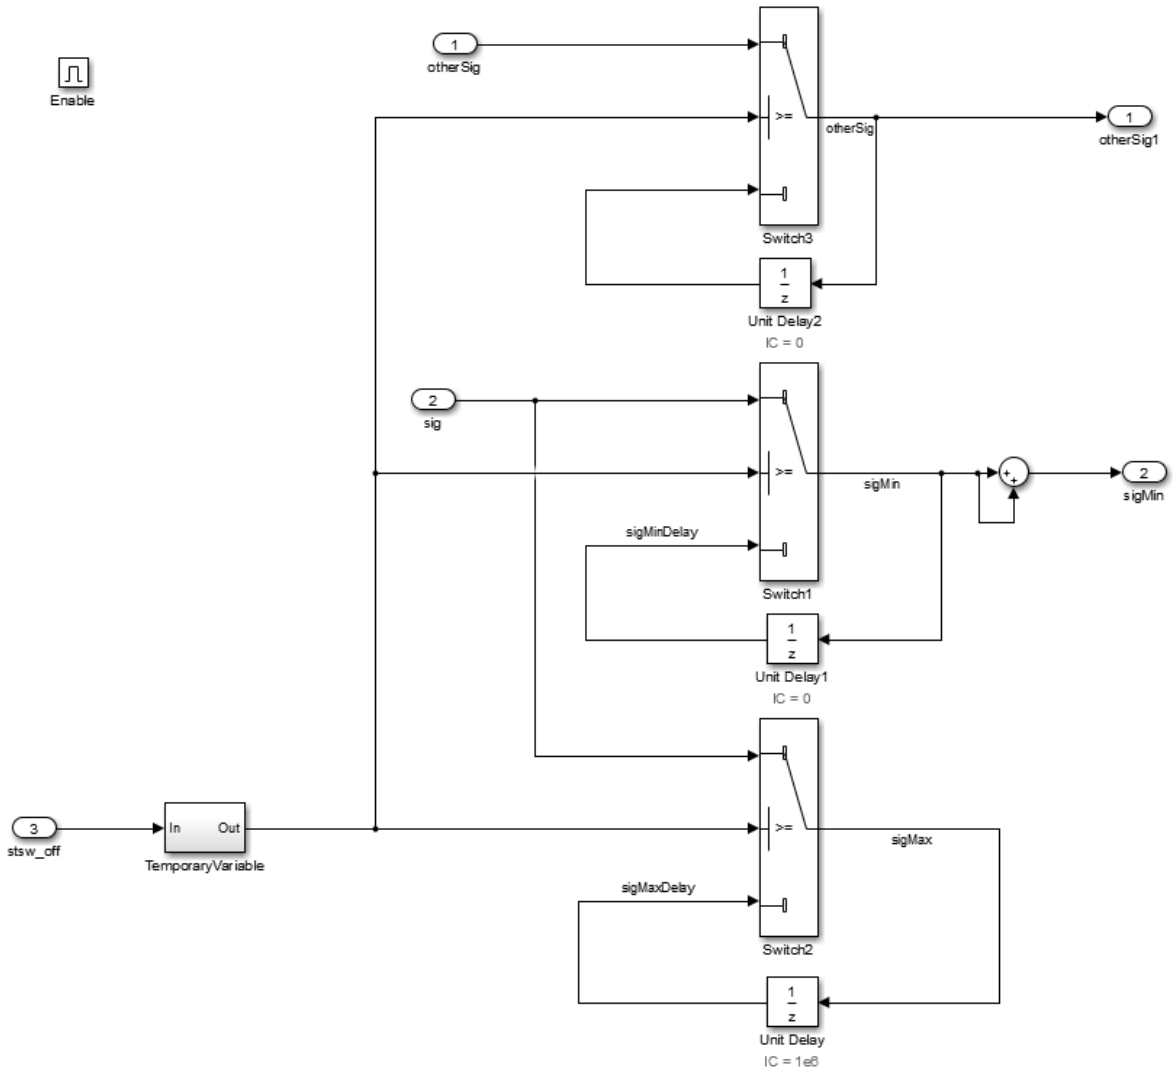 1
otherSig
Enable
>=
otherSig
1
otherSig1
Switch3
1
z
Unit Delay2
IC = 0
2
sig
>=
sigMin
+
+
2
sigMin
sigMinDelay
Switch1
1
z
Unit Delay1
IC = 0
3
stsw_off
In Out
TemporaryVariable
>=
sigMax
sigMaxDelay
Switch2
1
z
Unit Delay
IC = 1e6